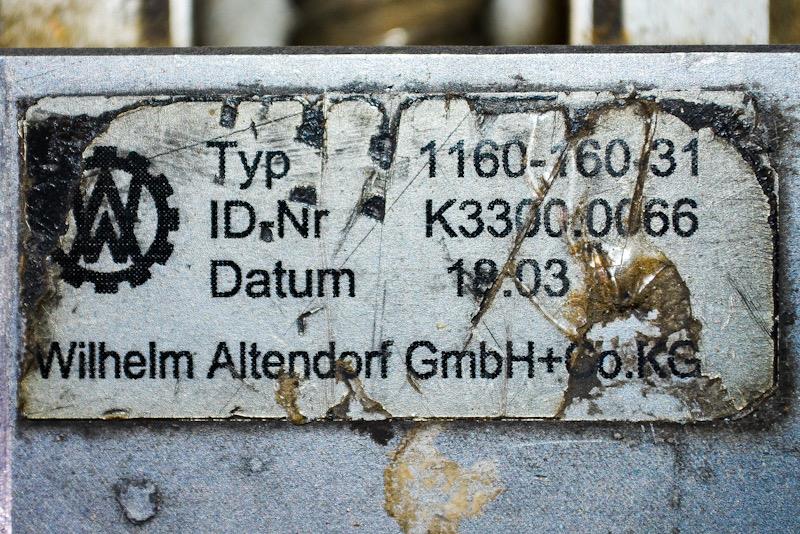 Typ 1160-160-31
ID-Nr K3300.0066
Datum 18.03
Wilhelm Altendorf GmbH+Co.KG